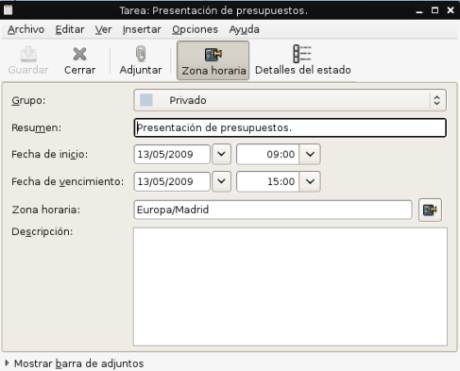 Tarea: Presentación de presupuestos.
Archivo Editar Ver Insertar Opciones Ayuda
Guardar Cerrar Adjuntar Zona horaria Detalles del estado
Grupo: Privado
Resumen: Presentación de presupuestos.
Fecha de inicio: 13/05/2009 09:00
Fecha de vencimiento: 13/05/2009 15:00
Zona horaria: Europa/Madrid
Descripción:
Mostrar barra de adjuntos